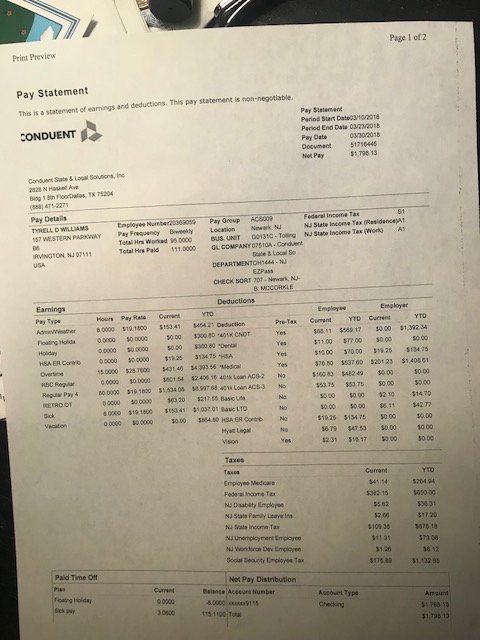 Page 1 of 2
Print Preview
Pay Statement
This is a statement of earnings and deductions. This pay statement is non-negotiable.
CONDUENT
Pay Statement
Period Start Date 03/10/2018
Period End Date 03/23/2018
Pay Date 03/30/2018
Document 51716445
Net Pay $1,798.13
Conduent State & Local Solutions, Inc
2828 N Haskell Ave
Bldg 1 8th Floor Dallas, TX 75204
(888) 471-2271
Pay Details
TYRELL D WILLIAMS Employee Number 20369059 Pay Group AC6009 Federal Income Tax S1
157 WESTERN PARKWAY Pay Frequency Biweekly Location Newark, NJ NJ State Income Tax (Residence) A1
B6 Total Hrs Worked 95.0000 BUS. UNIT G0131C - Tolling NJ State Income Tax (Work) A1
IRVINGTON, NJ 07111 Total Hrs Paid 111.0000 GL COMPANY 07510A - Conduent
USA State & Local So
DEPARTMENT OH1444 - NJ
EZPass
CHECK SORT 707 - Newark, NJ-
B. MCCORKLE
Earnings
Pay Type Hours Pay Rate Current YTD
Admin/Weather 8.0000 $19.1800 $153.41 $454.21
Floating Holida 0.0000 $0.0000 $0.00 $300.80
Holiday 0.0000 $0.0000 $0.00 $300.80
HSA ER Contrib 0.0000 $0.0000 $19.25 $134.75
Overtime 15.0000 $28.7600 $431.46 $4,393.56
RBC Regular 0.0000 $0.0000 $601.54 $2,406.16
Regular Pay 4 80.0000 $19.1800 $1,534.08 $8,997.68
RETRO OT 0.0000 $0.0000 $63.20 $217.55
Sick 8.0000 $19.1800 $153.41 $1,037.01
Vacation 0.0000 $0.0000 $0.00 $864.80
Deductions
Employee Employer
Deduction Pre-Tax Current YTD Current YTD
401K CNDT Yes $88.11 $569.17 $0.00 $1,392.34
Dental Yes $11.00 $77.00 $0.00 $0.00
HSA Yes $10.00 $70.00 $19.25 $134.75
Medical Yes $76.80 $537.60 $201.23 $1,408.61
401k Loan ACS-2 No $160.83 $482.49 $0.00 $0.00
401k Loan ACS-3 No $53.75 $53.75 $0.00 $0.00
Basic Life No $0.00 $0.00 $2.10 $14.70
Basic LTD No $0.00 $0.00 $6.11 $42.77
HSA ER Contrib No $19.25 $134.75 $0.00 $0.00
Hyatt Legal No $6.79 $47.53 $0.00 $0.00
Vision Yes $2.31 $16.17 $0.00 $0.00
Taxes
Taxes Current YTD
Employee Medicare $41.14 $264.94
Federal Income Tax $382.15
NJ Disability Employee $5.62 $36.31
NJ State Family Leave Ins $2.66 $17.20
NJ State Income Tax $109.35
NJ Unemployment Employee $11.31 $73.08
NJ Workforce Dev Employee $1.26 $8.12
Social Security Employee Tax $175.89 $1,132.85
Paid Time Off
Plan Current Balance
Floating Holiday 0.0000 -8.0000
Sick pay 3.0800 118.1100
Net Pay Distribution
Account Number Account Type Amount
xxxxxx9115 Checking $1,798.13
Total $1,798.13